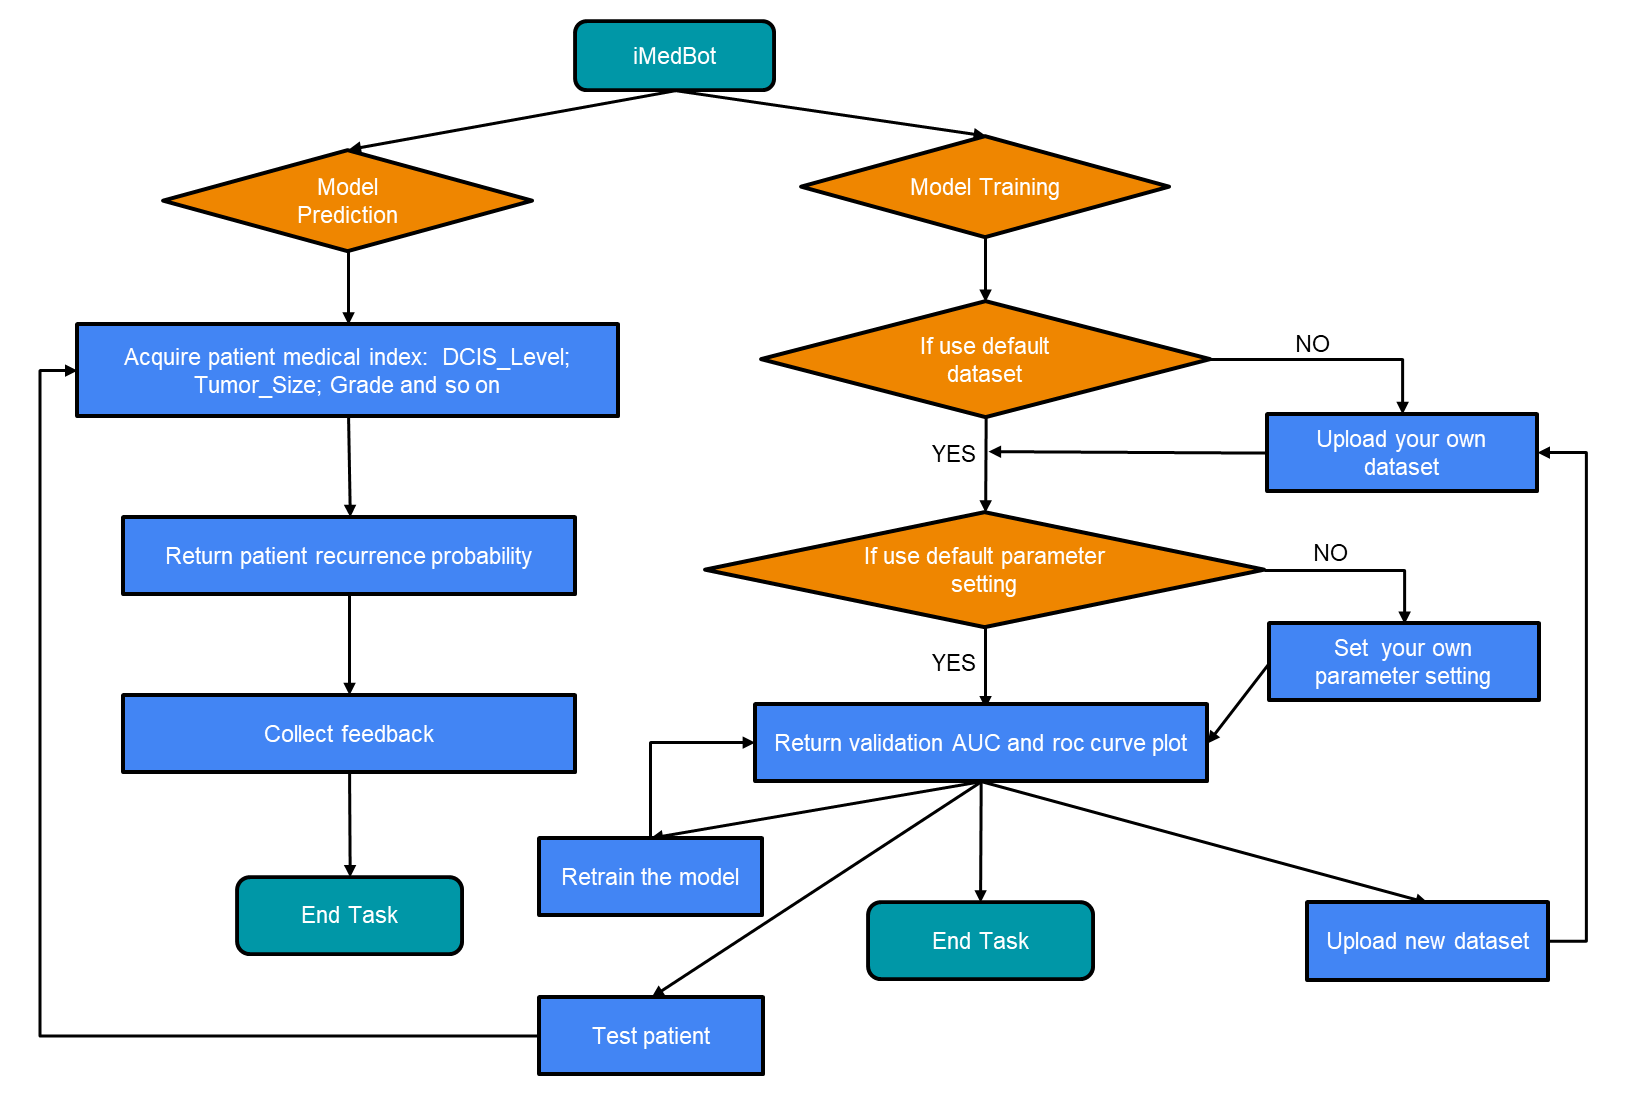 iMedBot
Model
Prediction
Model Training
If use default
dataset
NO
Acquire patient medical index: DCIS_Level;
Tumor_Size; Grade and so on
Upload your own
dataset
YES
Return patient recurrence probability
If use default parameter
setting
NO
Set your own
parameter setting
YES
Collect feedback
Return validation AUC and roc curve plot
Retrain the model
End Task
End Task
Upload new dataset
Test patient